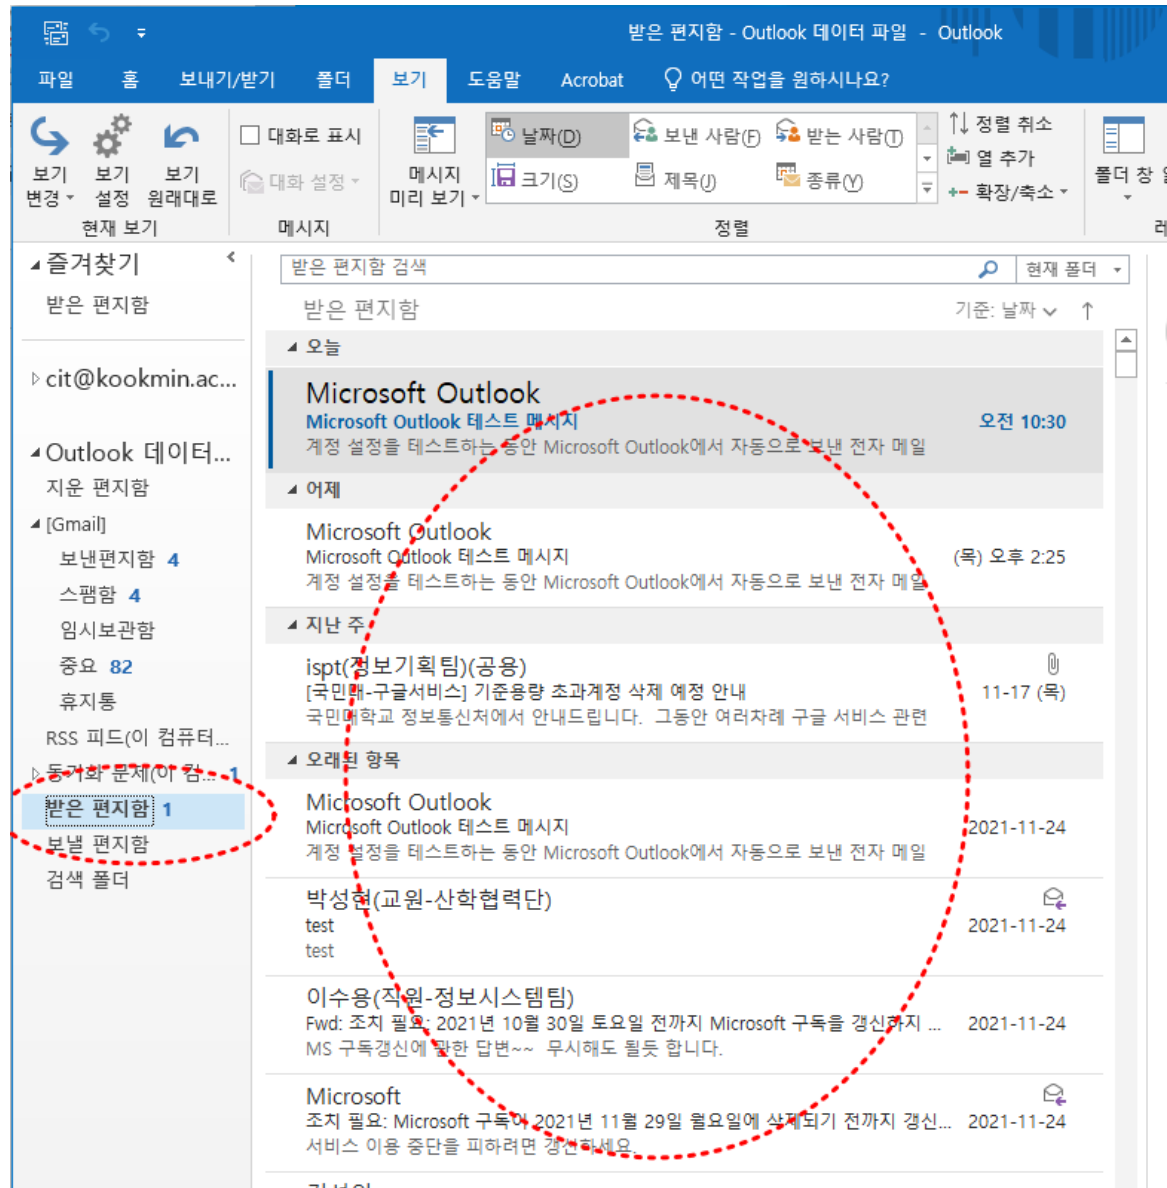 받은 편지함 - Outlook 데이터 파일 - Outlook
파일 홈 보내기/받기 폴더 보기 도움말 Acrobat 어떤 작업을 원하시나요?
보기 변경
보기 설정
보기 원래대로
현재 보기
대화로 표시
대화 설정
메시지
메시지 미리 보기
날짜(D) 보낸 사람(F) 받는 사람(T)
크기(S) 제목(J) 종류(Y)
정렬 취소
열 추가
확장/축소
정렬
폴더 창
즐겨찾기
받은 편지함
cit@kookmin.ac...
Outlook 데이터...
지운 편지함
[Gmail]
보낸편지함 4
스팸함 4
임시보관함
중요 82
휴지통
RSS 피드(이 컴퓨터...
동기화 문제(이 컴... 1
받은 편지함 1
보낼 편지함
검색 폴더
받은 편지함 검색
현재 폴더
받은 편지함 기준: 날짜 ↑
오늘
Microsoft Outlook
Microsoft Outlook 테스트 메시지 오전 10:30
계정 설정을 테스트하는 동안 Microsoft Outlook에서 자동으로 보낸 전자 메일
어제
Microsoft Outlook
Microsoft Outlook 테스트 메시지 (목) 오후 2:25
계정 설정을 테스트하는 동안 Microsoft Outlook에서 자동으로 보낸 전자 메일
지난 주
ispt(정보기획팀)(공용)
[국민대-구글서비스] 기준용량 초과계정 삭제 예정 안내 11-17 (목)
국민대학교 정보통신처에서 안내드립니다. 그동안 여러차례 구글 서비스 관련
오래된 항목
Microsoft Outlook
Microsoft Outlook 테스트 메시지 2021-11-24
계정 설정을 테스트하는 동안 Microsoft Outlook에서 자동으로 보낸 전자 메일
박성현(교원-산학협력단)
test 2021-11-24
test
이수용(직원-정보시스템팀)
Fwd: 조치 필요: 2021년 10월 30일 토요일 전까지 Microsoft 구독을 갱신하지 ... 2021-11-24
MS 구독갱신에 관한 답변~~ 무시해도 될듯 합니다.
Microsoft
조치 필요: Microsoft 구독이 2021년 11월 29일 월요일에 삭제되기 전까지 갱신... 2021-11-24
서비스 이용 중단을 피하려면 갱신하세요.